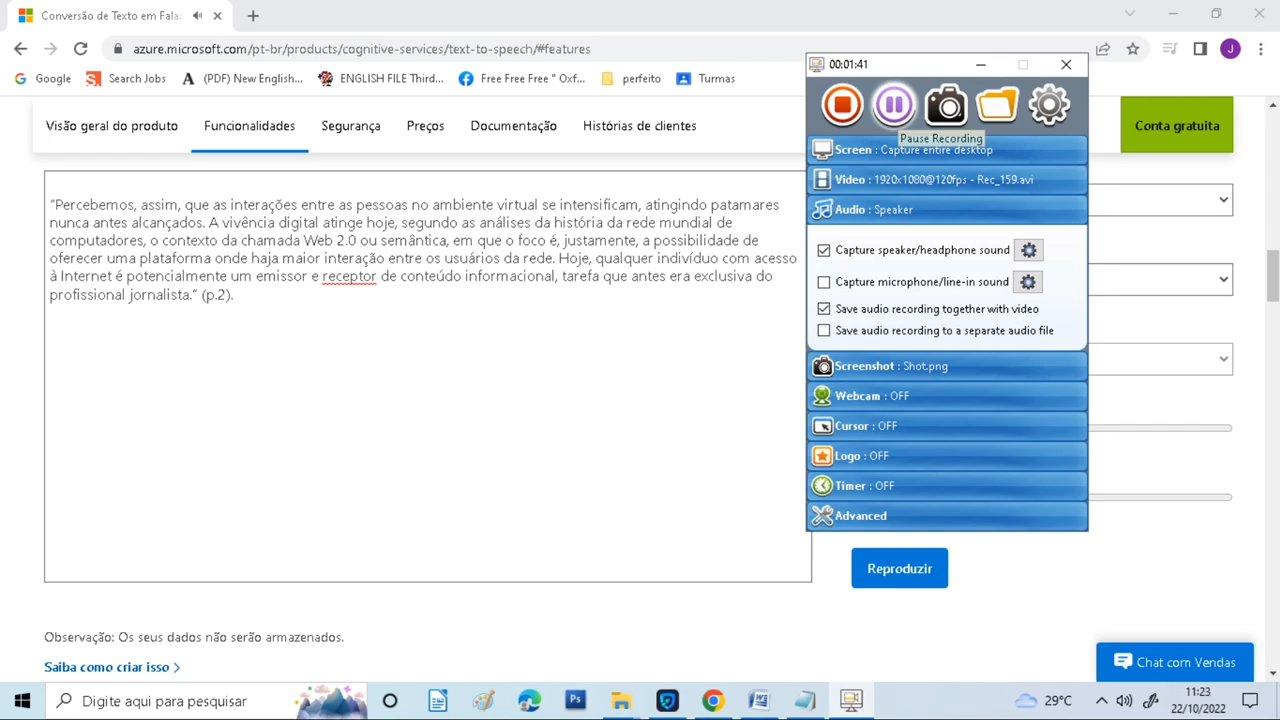 Conversão de Texto em Fala:
azure.microsoft.com/pt-br/products/cognitive-services/text-to-speech/#features
J
Google
Search Jobs
(PDF) New English...
ENGLISH FILE Third...
Free Free Free " Oxf...
perfeito
Turmas
00:01:41
Visão geral do produto
Funcionalidades
Segurança
Preços
Documentação
Histórias de clientes
Conta gratuita
Pause Recording
Screen : Capture entire desktop
Video : 1920x1080@120fps - Rec_159.avi
Audio : Speaker
Capture speaker/headphone sound
Capture microphone/line-in sound
Save audio recording together with video
Save audio recording to a separate audio file
Screenshot : Shot.png
Webcam : OFF
Cursor : OFF
Logo : OFF
Timer : OFF
Advanced
“Percebemos, assim, que as interações entre as pessoas no ambiente virtual se intensificam, atingindo patamares
nunca antes alcançados. A vivência digital atinge hoje, segundo as análises da história da rede mundial de
computadores, o contexto da chamada Web 2.0 ou semântica, em que o foco é, justamente, a possibilidade de
oferecer uma plataforma onde haja maior interação entre os usuários da rede. Hoje, qualquer indivíduo com acesso
à Internet é potencialmente um emissor e receptor de conteúdo informacional, tarefa que antes era exclusiva do
profissional jornalista.“ (p.2).
Reproduzir
Observação: Os seus dados não serão armazenados.
Saiba como criar isso >
Chat com Vendas
Digite aqui para pesquisar
Ps
29°C
11:23
22/10/2022